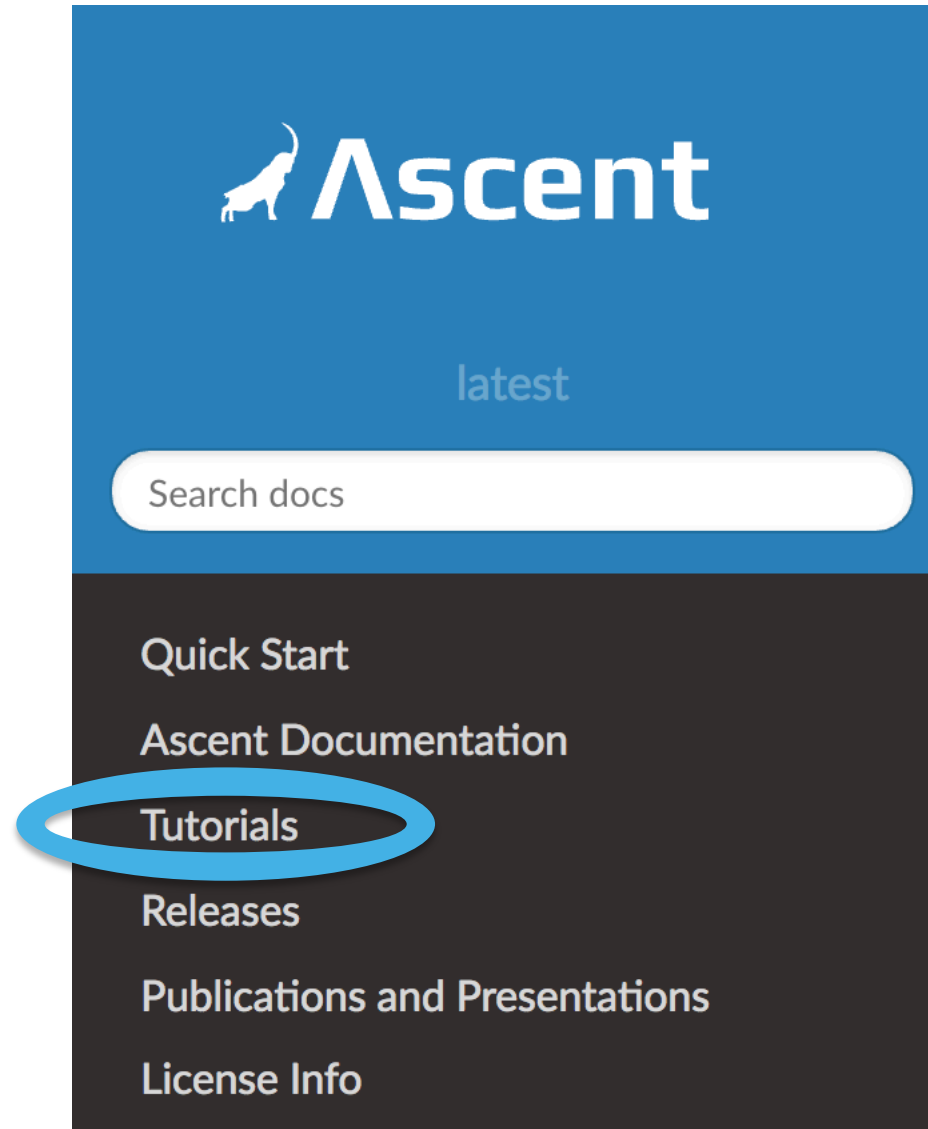 Ascent
latest
Search docs
Quick Start
Ascent Documentation
Tutorials
Releases
Publications and Presentations
License Info